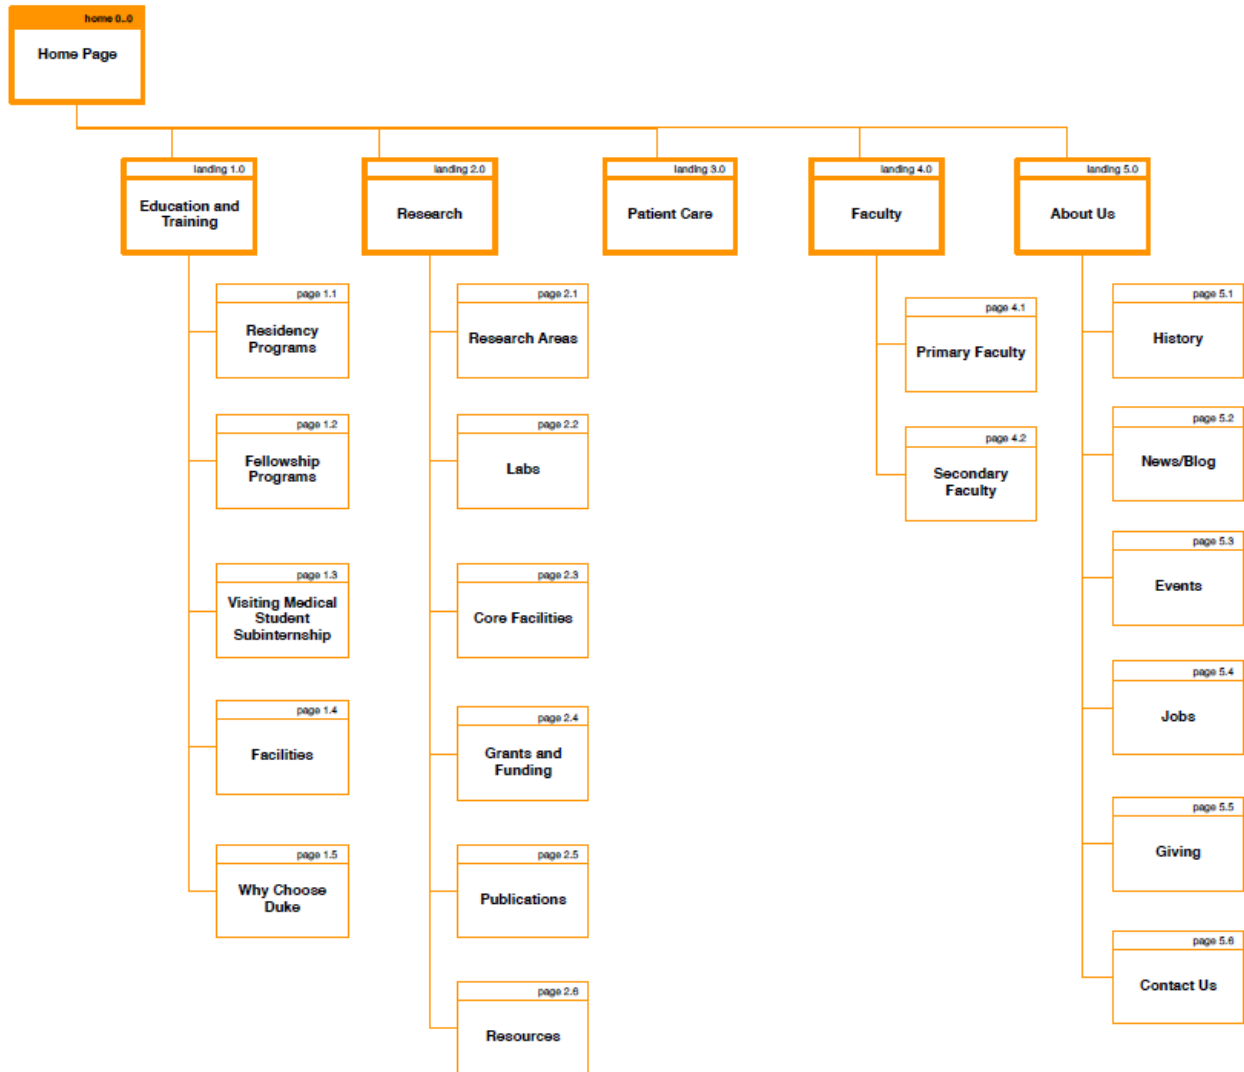 home 0..0
Home Page
landing 1.0
Education and
Training
landing 2.0
Research
landing 3.0
Patient Care
landing 4.0
Faculty
landing 5.0
About Us
page 1.1
Residency
Programs
page 1.2
Fellowship
Programs
page 1.3
Visiting Medical
Student
Subinternship
page 1.4
Facilities
page 1.5
Why Choose
Duke
page 2.1
Research Areas
page 2.2
Labs
page 2.3
Core Facilities
page 2.4
Grants and
Funding
page 2.5
Publications
page 2.6
Resources
page 4.1
Primary Faculty
page 4.2
Secondary
Faculty
page 5.1
History
page 5.2
News/Blog
page 5.3
Events
page 5.4
Jobs
page 5.5
Giving
page 5.6
Contact Us